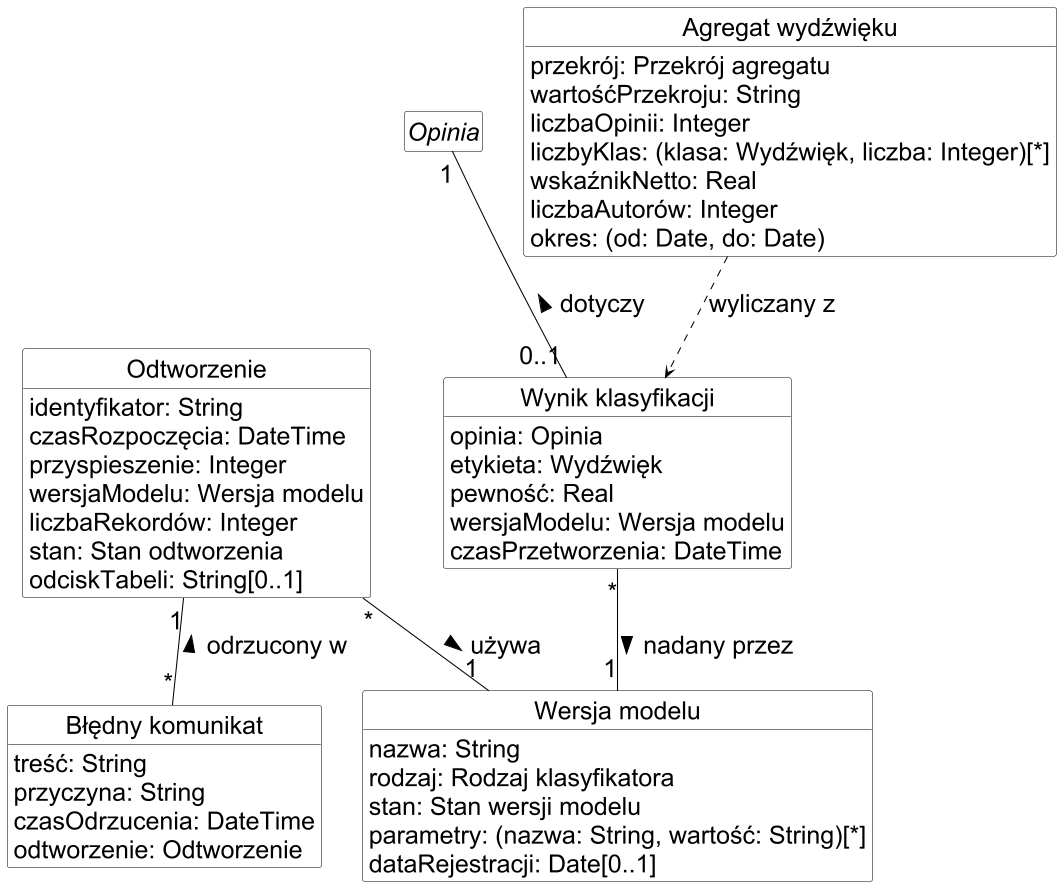 Agregat wydźwięku
przekrój: Przekrój agregatu
wartośćPrzekroju: String
liczbaOpinii: Integer
liczbyKlas: (klasa: Wydźwięk, liczba: Integer)[*]
wskaźnikNetto: Real
liczbaAutorów: Integer
okres: (od: Date, do: Date)
Opinia
1
dotyczy
wyliczany z
0..1
Odtworzenie
identyfikator: String
czasRozpoczęcia: DateTime
przyspieszenie: Integer
wersjaModelu: Wersja modelu
liczbaRekordów: Integer
stan: Stan odtworzenia
odciskTabeli: String[0..1]
Wynik klasyfikacji
opinia: Opinia
etykieta: Wydźwięk
pewność: Real
wersjaModelu: Wersja modelu
czasPrzetworzenia: DateTime
1
*
*
odrzucony w
używa
nadany przez
*
1
1
Błędny komunikat
treść: String
przyczyna: String
czasOdrzucenia: DateTime
odtworzenie: Odtworzenie
Wersja modelu
nazwa: String
rodzaj: Rodzaj klasyfikatora
stan: Stan wersji modelu
parametry: (nazwa: String, wartość: String)[*]
dataRejestracji: Date[0..1]